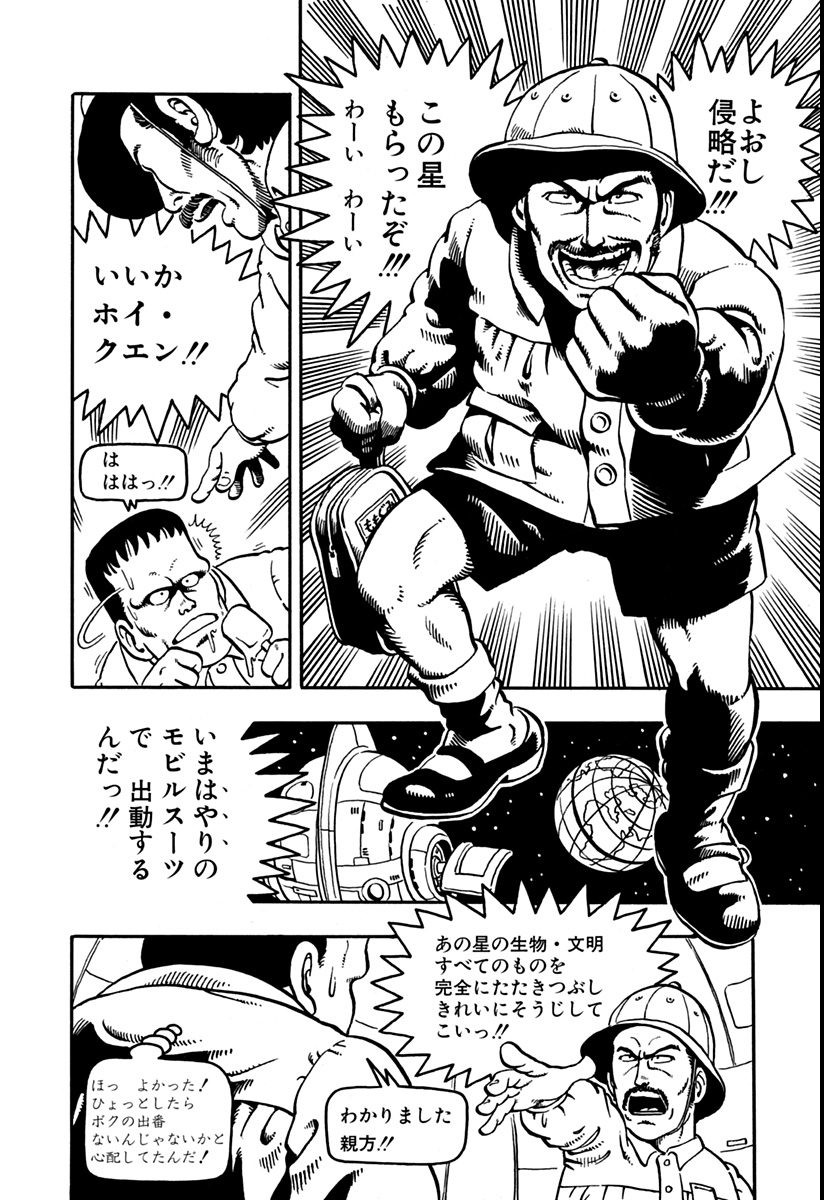 よおし
侵略だ!!!
この星
もらったぞ!!!
わーい わーい
ももぐみ
いいか
ホイ・
クエン!!
は
ははっ!!
いまはやりの
モビルスーツ
で 出動する
んだっ!!
あの星の生物・文明
すべてのものを
完全にたたきつぶし
きれいにそうじして
こいっ!!
わかりました
親方!!
ほっ よかった!
ひょっとしたら
ボクの出番
ないんじゃないかと
心配してたんだ!